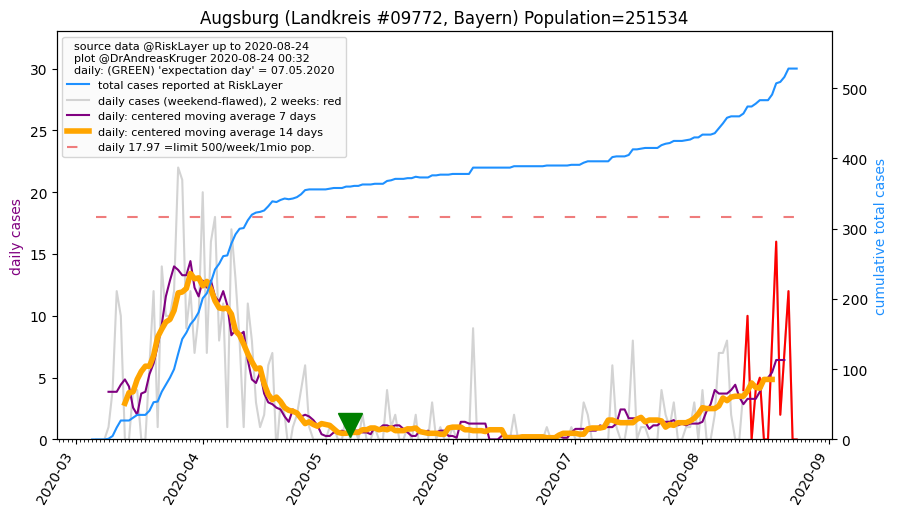 Augsburg (Landkreis #09772, Bayern) Population=251534
source data @RiskLayer up to 2020-08-24
plot @DrAndreasKruger 2020-08-24 00:32
daily: (GREEN) 'expectation day' = 07.05.2020
total cases reported at RiskLayer
daily cases (weekend-flawed), 2 weeks: red
daily: centered moving average 7 days
daily: centered moving average 14 days
daily 17.97 =limit 500/week/1mio pop.
daily cases
30
25
20
15
10
5
0
cumulative total cases
500
400
300
200
100
0
2020-03
2020-04
2020-05
2020-06
2020-07
2020-08
2020-09